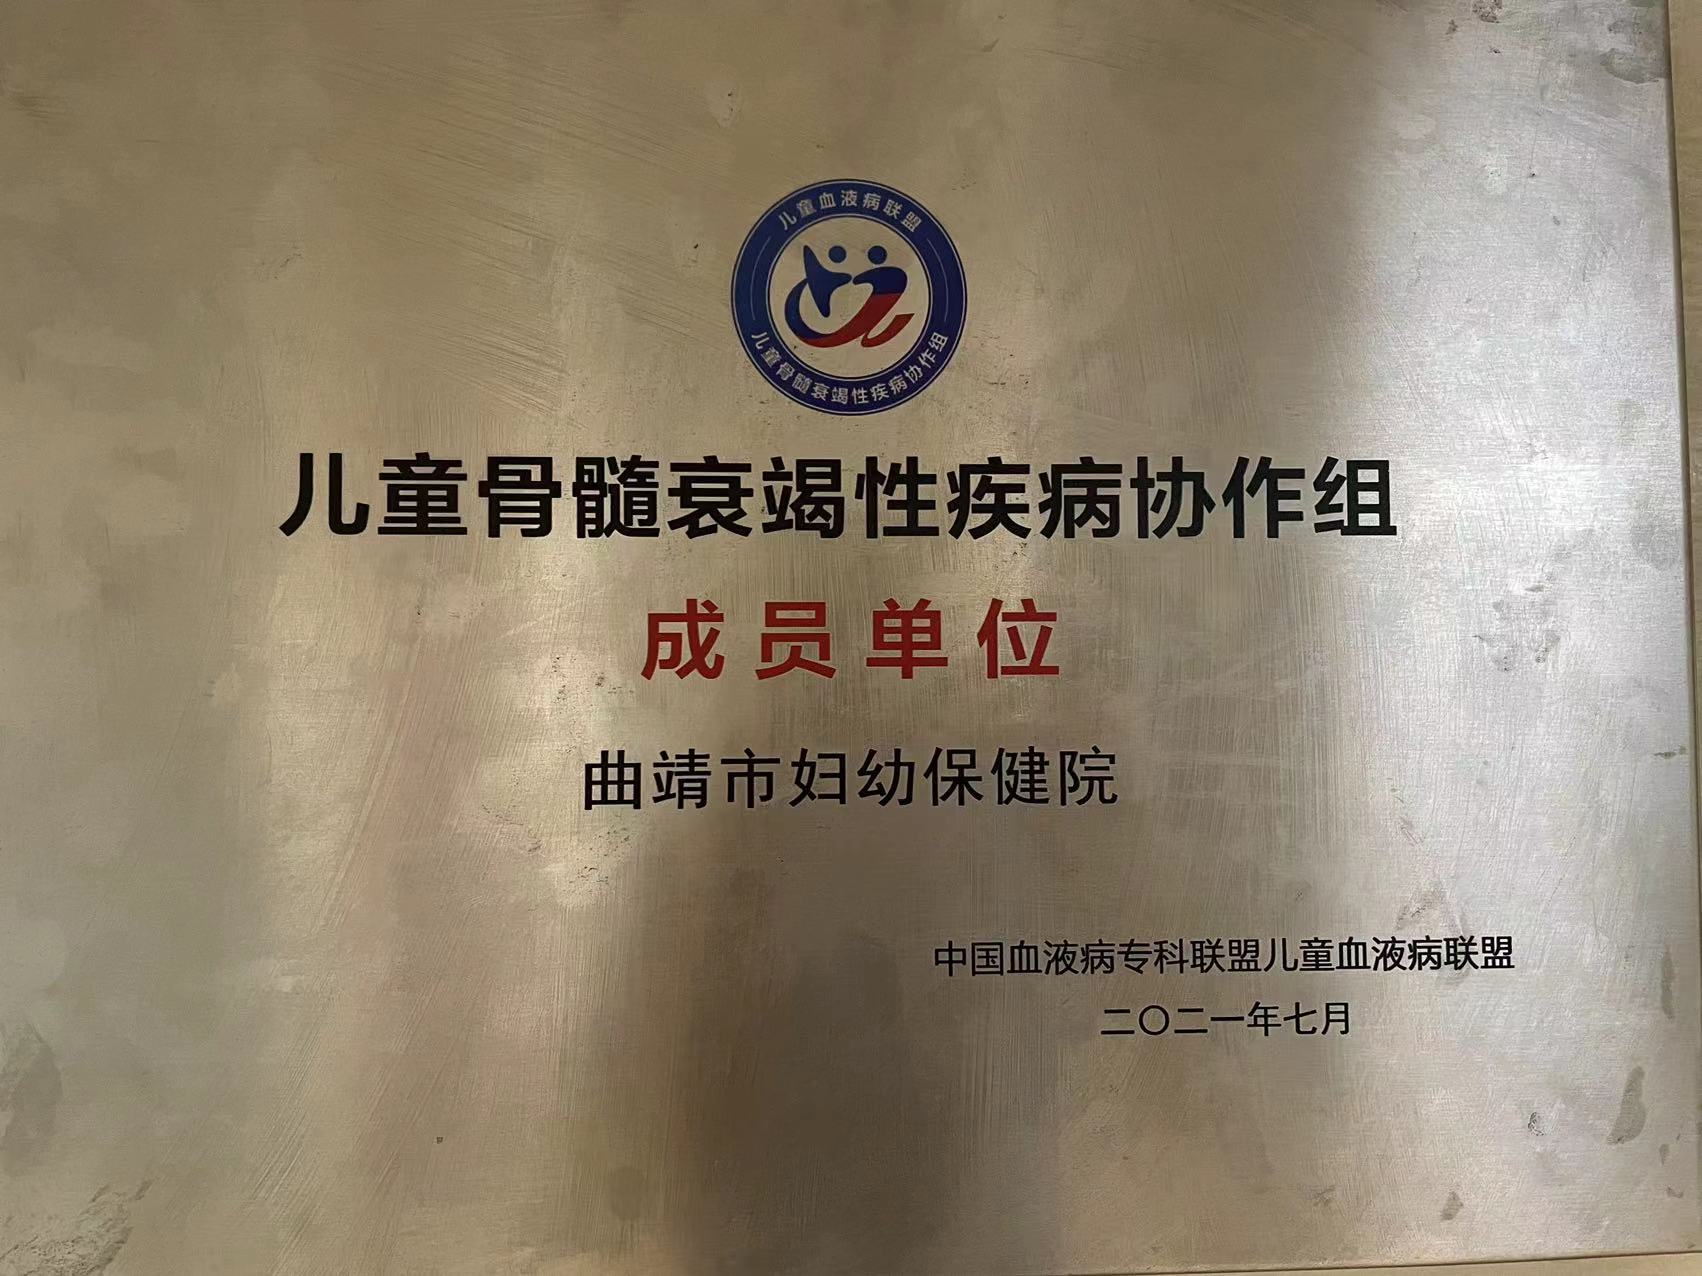 儿童血液病联盟
儿童骨髓衰竭性疾病协作组
儿童骨髓衰竭性疾病协作组
成员单位
曲靖市妇幼保健院
中国血液病专科联盟儿童血液病联盟
二〇二一年七月